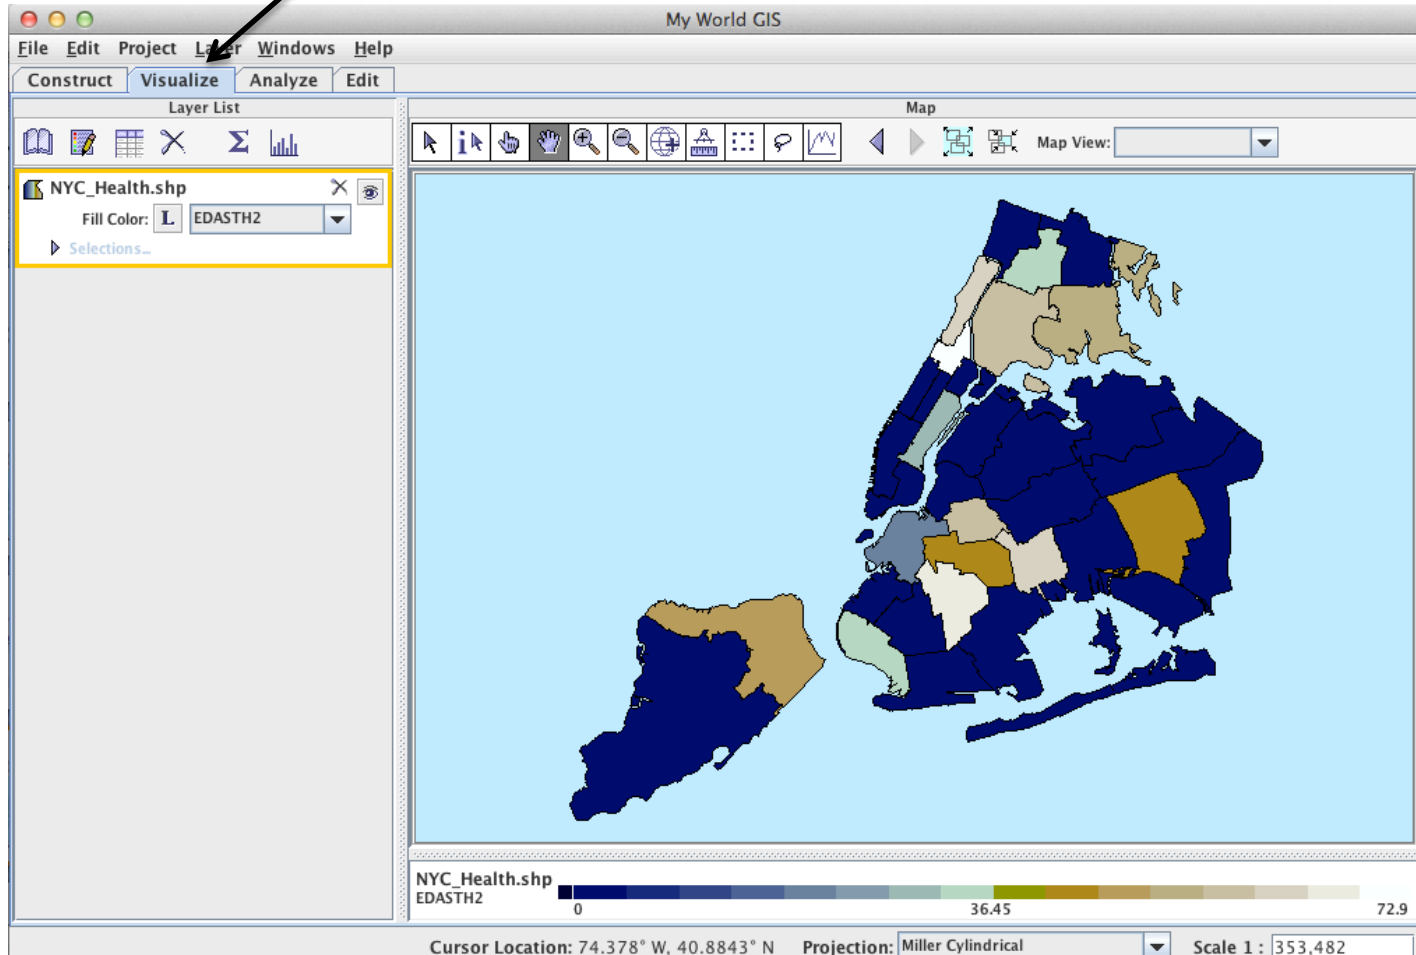 My World GIS
File Edit Project Layer Windows Help
Construct Visualize Analyze Edit
Layer List
Map
Map View:
NYC_Health.shp
Fill Color: L EDASTH2
Selections...
NYC_Health.shp
EDASTH2
0 36.45 72.9
Cursor Location: 74.378° W, 40.8843° N Projection: Miller Cylindrical Scale 1 : 353,482